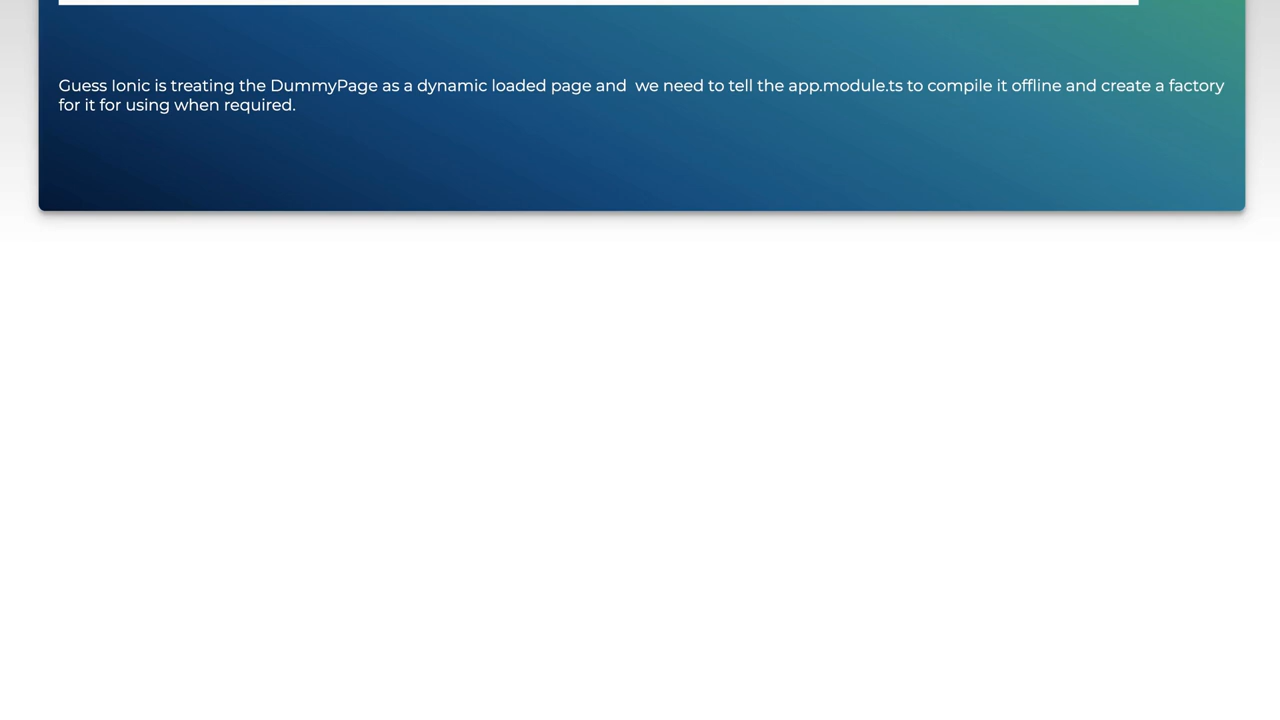 Guess Ionic is treating the DummyPage as a dynamic loaded page and  we need to tell the app.module.ts to compile it offline and create a factory
for it for using when required.